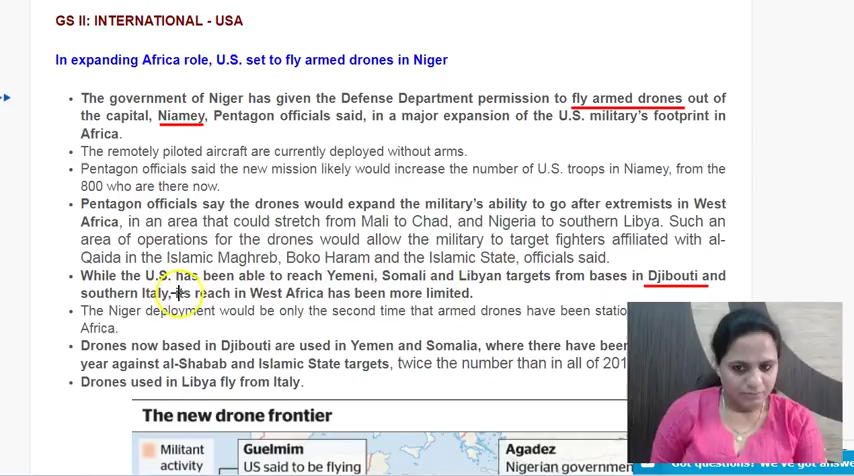 GS II: INTERNATIONAL - USA
In expanding Africa role, U.S. set to fly armed drones in Niger
• The government of Niger has given the Defense Department permission to fly armed drones out of
the capital, Niamey, Pentagon officials said, in a major expansion of the U.S. military's footprint in
Africa.
• The remotely piloted aircraft are currently deployed without arms.
• Pentagon officials said the new mission likely would increase the number of U.S. troops in Niamey, from the
800 who are there now.
• Pentagon officials say the drones would expand the military's ability to go after extremists in West
Africa, in an area that could stretch from Mali to Chad, and Nigeria to southern Libya. Such an
area of operations for the drones would allow the military to target fighters affiliated with al-
Qaida in the Islamic Maghreb, Boko Haram and the Islamic State, officials said.
• While the U.S. has been able to reach Yemeni, Somali and Libyan targets from bases in Djibouti and
southern Italy, its reach in West Africa has been more limited.
• The Niger deployment would be only the second time that armed drones have been
Africa.
• Drones now based in Djibouti are used in Yemen and Somalia, where there have been
year against al-Shabab and Islamic State targets, twice the number than in all of
• Drones used in Libya fly from Italy.
The new drone frontier
Militant
activity
Guelmim
US said to be flying
Agadez
Nigerian government
Got questions? We've got